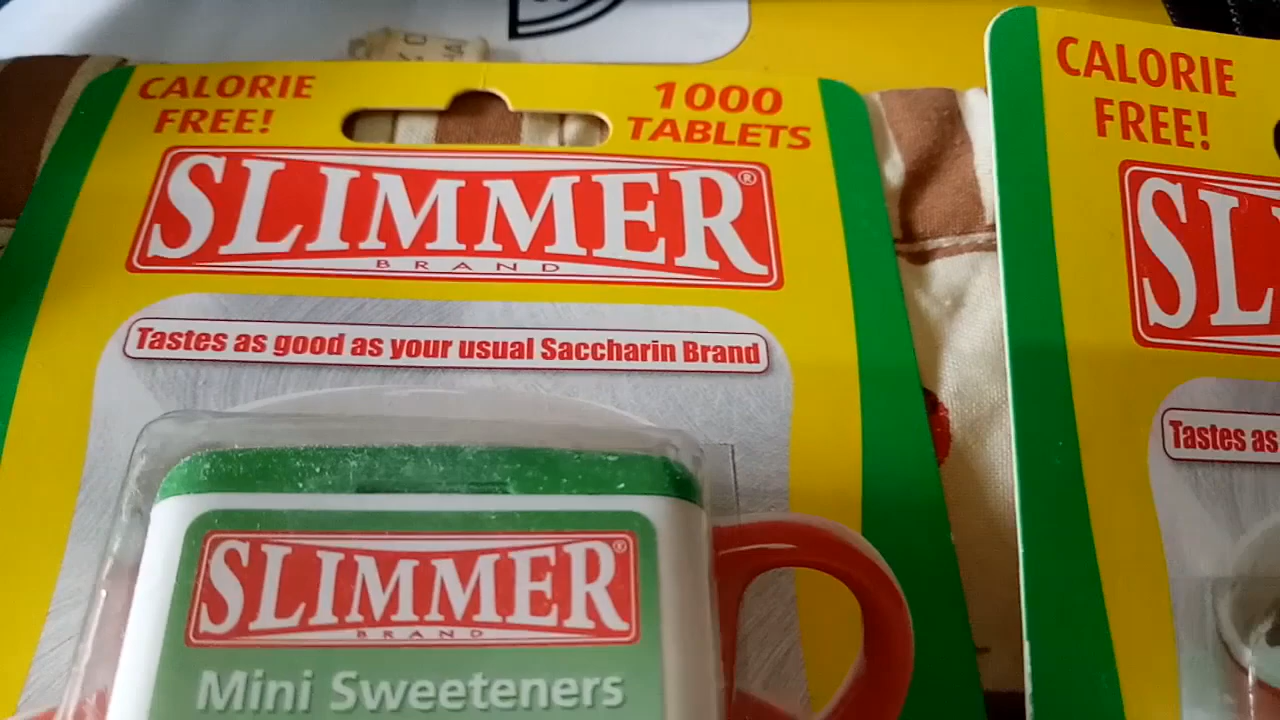 CALORIE
FREE!
1000
TABLETS
SLIMMER®
BRAND
Tastes as good as your usual Saccharin Brand
SLIMMER®
BRAND
Mini Sweeteners
CALORIE
FREE!
SL
Tastes as